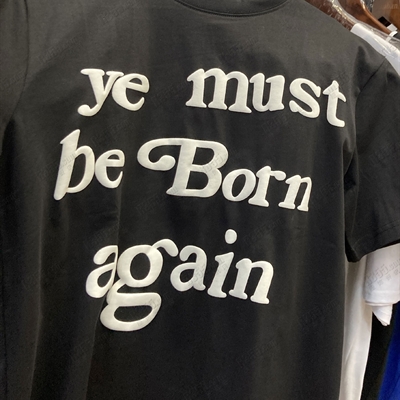 ye must
be Born
again